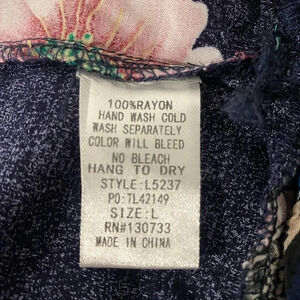 100%RAYON
HAND WASH COLD
WASH SEPARATELY
COLOR WILL BLEED
NO BLEACH
HANG TO DRY
STYLE:L5237
PO:TL42149
SIZE:L
RN#130733
MADE IN CHINA